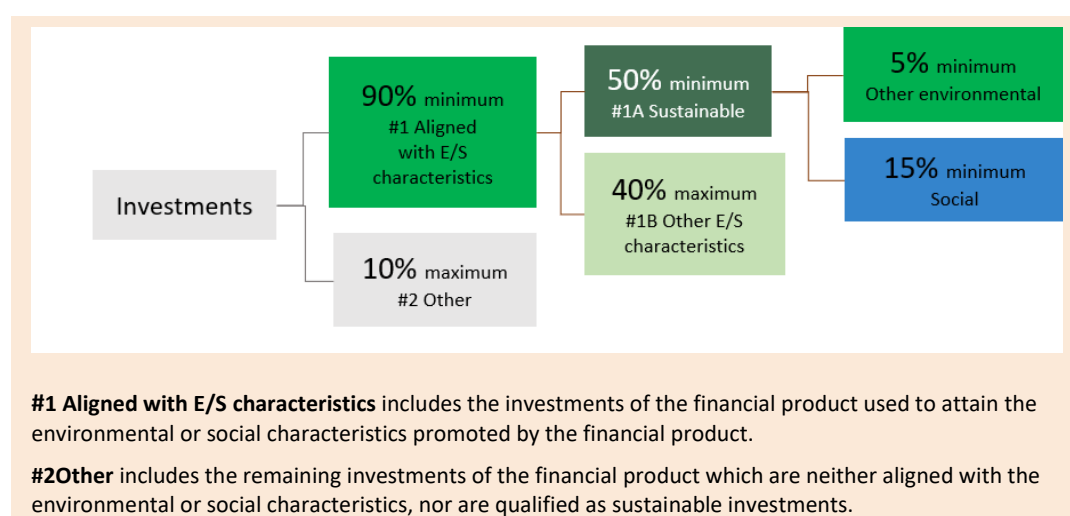 Investments
90% minimum
#1 Aligned
with E/S
characteristics
10% maximum
#2 Other
50% minimum
#1A Sustainable
40% maximum
#1B Other E/S
characteristics
5% minimum
Other environmental
15% minimum
Social
#1 Aligned with E/S characteristics includes the investments of the financial product used to attain the
environmental or social characteristics promoted by the financial product.
#2Other includes the remaining investments of the financial product which are neither aligned with the
environmental or social characteristics, nor are qualified as sustainable investments.